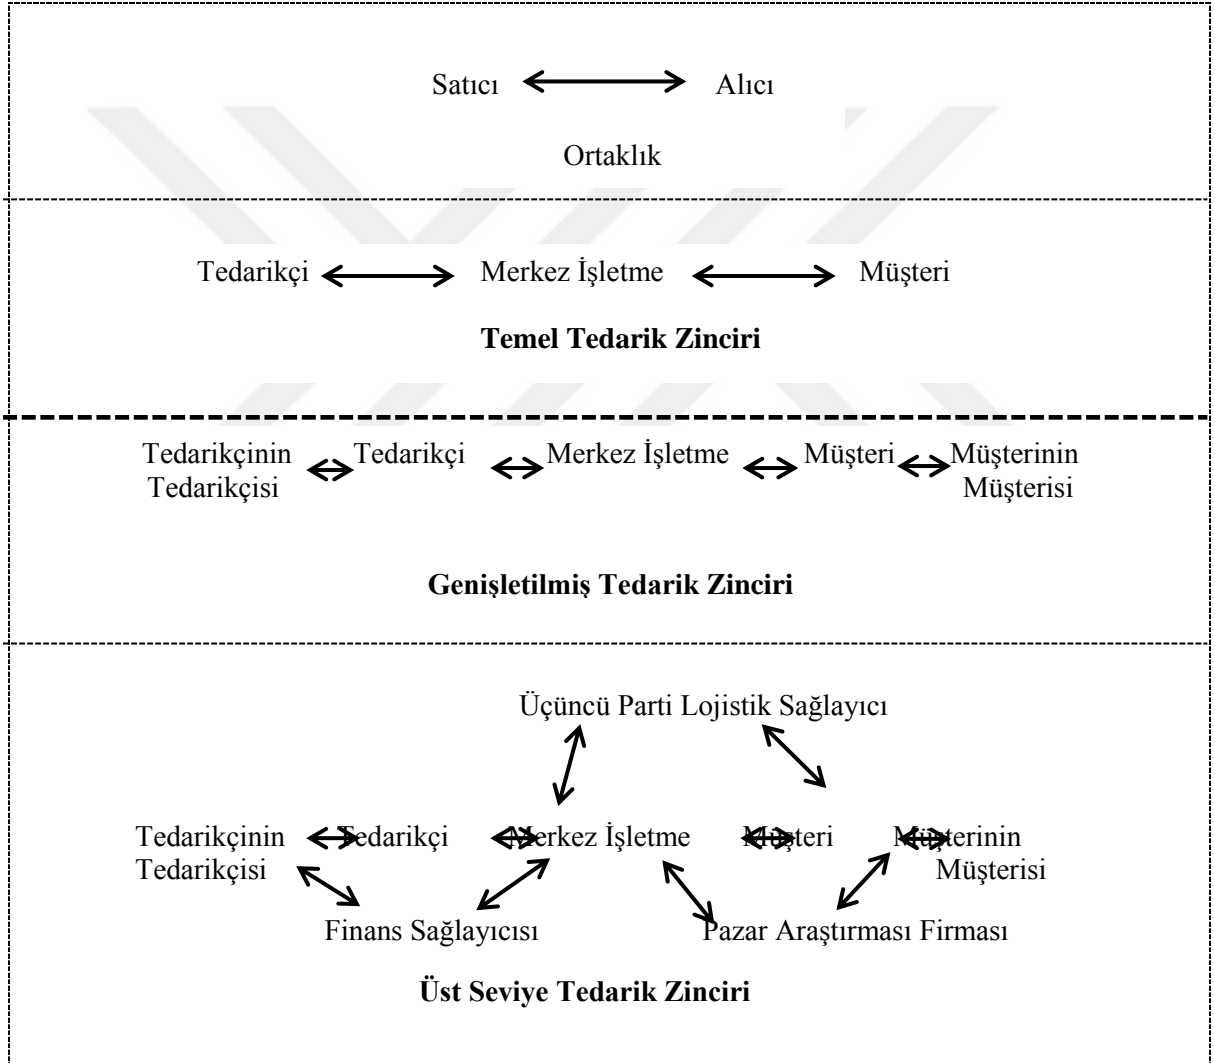 Satıcı Alıcı
Ortaklık
Tedarikçi Merkez İşletme Müşteri
Temel Tedarik Zinciri
Tedarikçinin Tedarikçi Merkez İşletme Müşteri Müşterinin
Tedarikçisi Müşterisi
Genişletilmiş Tedarik Zinciri
Üçüncü Parti Lojistik Sağlayıcı
Tedarikçinin Tedarikçi Merkez İşletme Müşteri Müşterinin
Tedarikçisi Müşterisi
Finans Sağlayıcısı Pazar Araştırması Firması
Üst Seviye Tedarik Zinciri